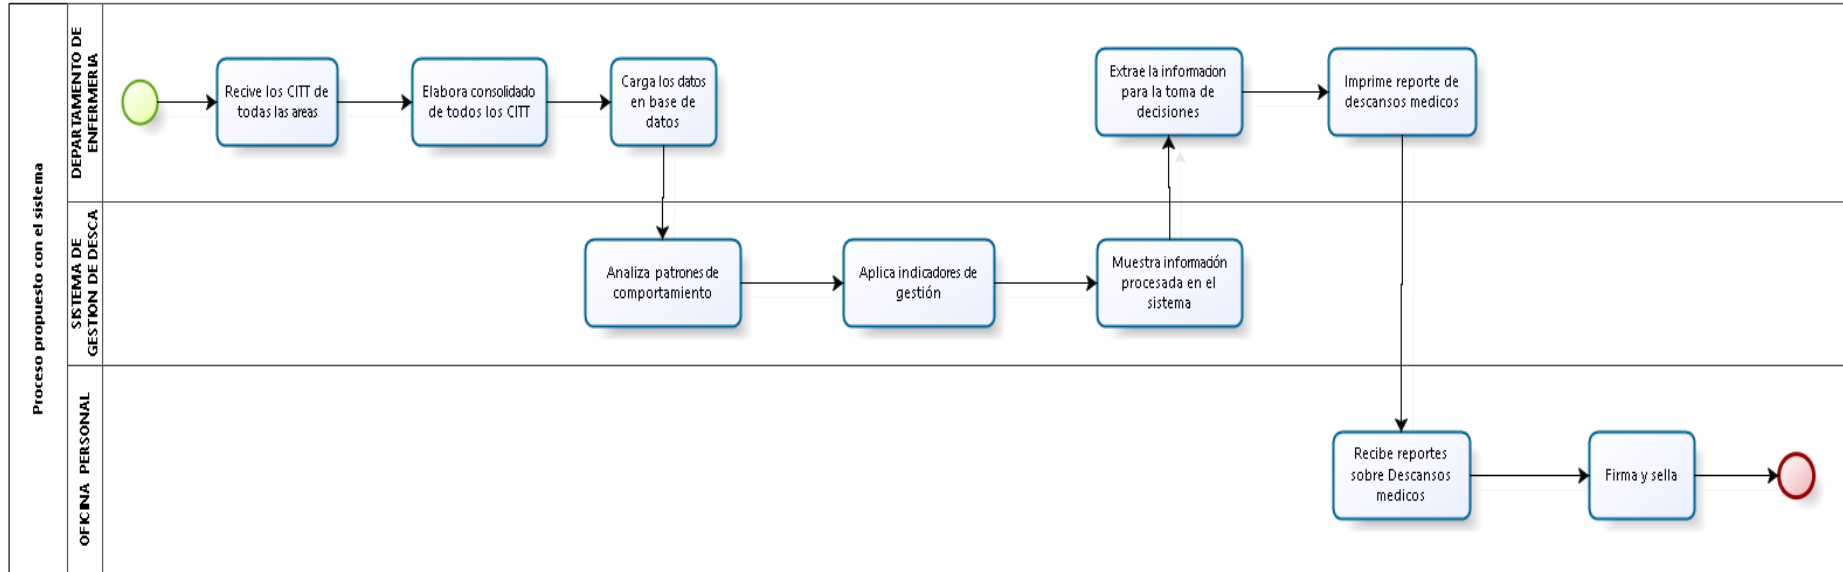 Proceso propuesto con el sistema
DEPARTAMENTO DE
ENFERMERIA
Recive los CITT de
todas las areas
Elabora consolidado
de todos los CITT
Carga los datos
en base de
datos
Extrae la informacion
para la toma de
decisiones
Imprime reporte de
descansos medicos
SISTEMA DE
GESTION DE DESCA
Analiza patrones de
comportamiento
Aplica indicadores de
gestión
Muestra información
procesada en el
sistema
OFICINA PERSONAL
Recibe reportes
sobre Descansos
medicos
Firma y sella